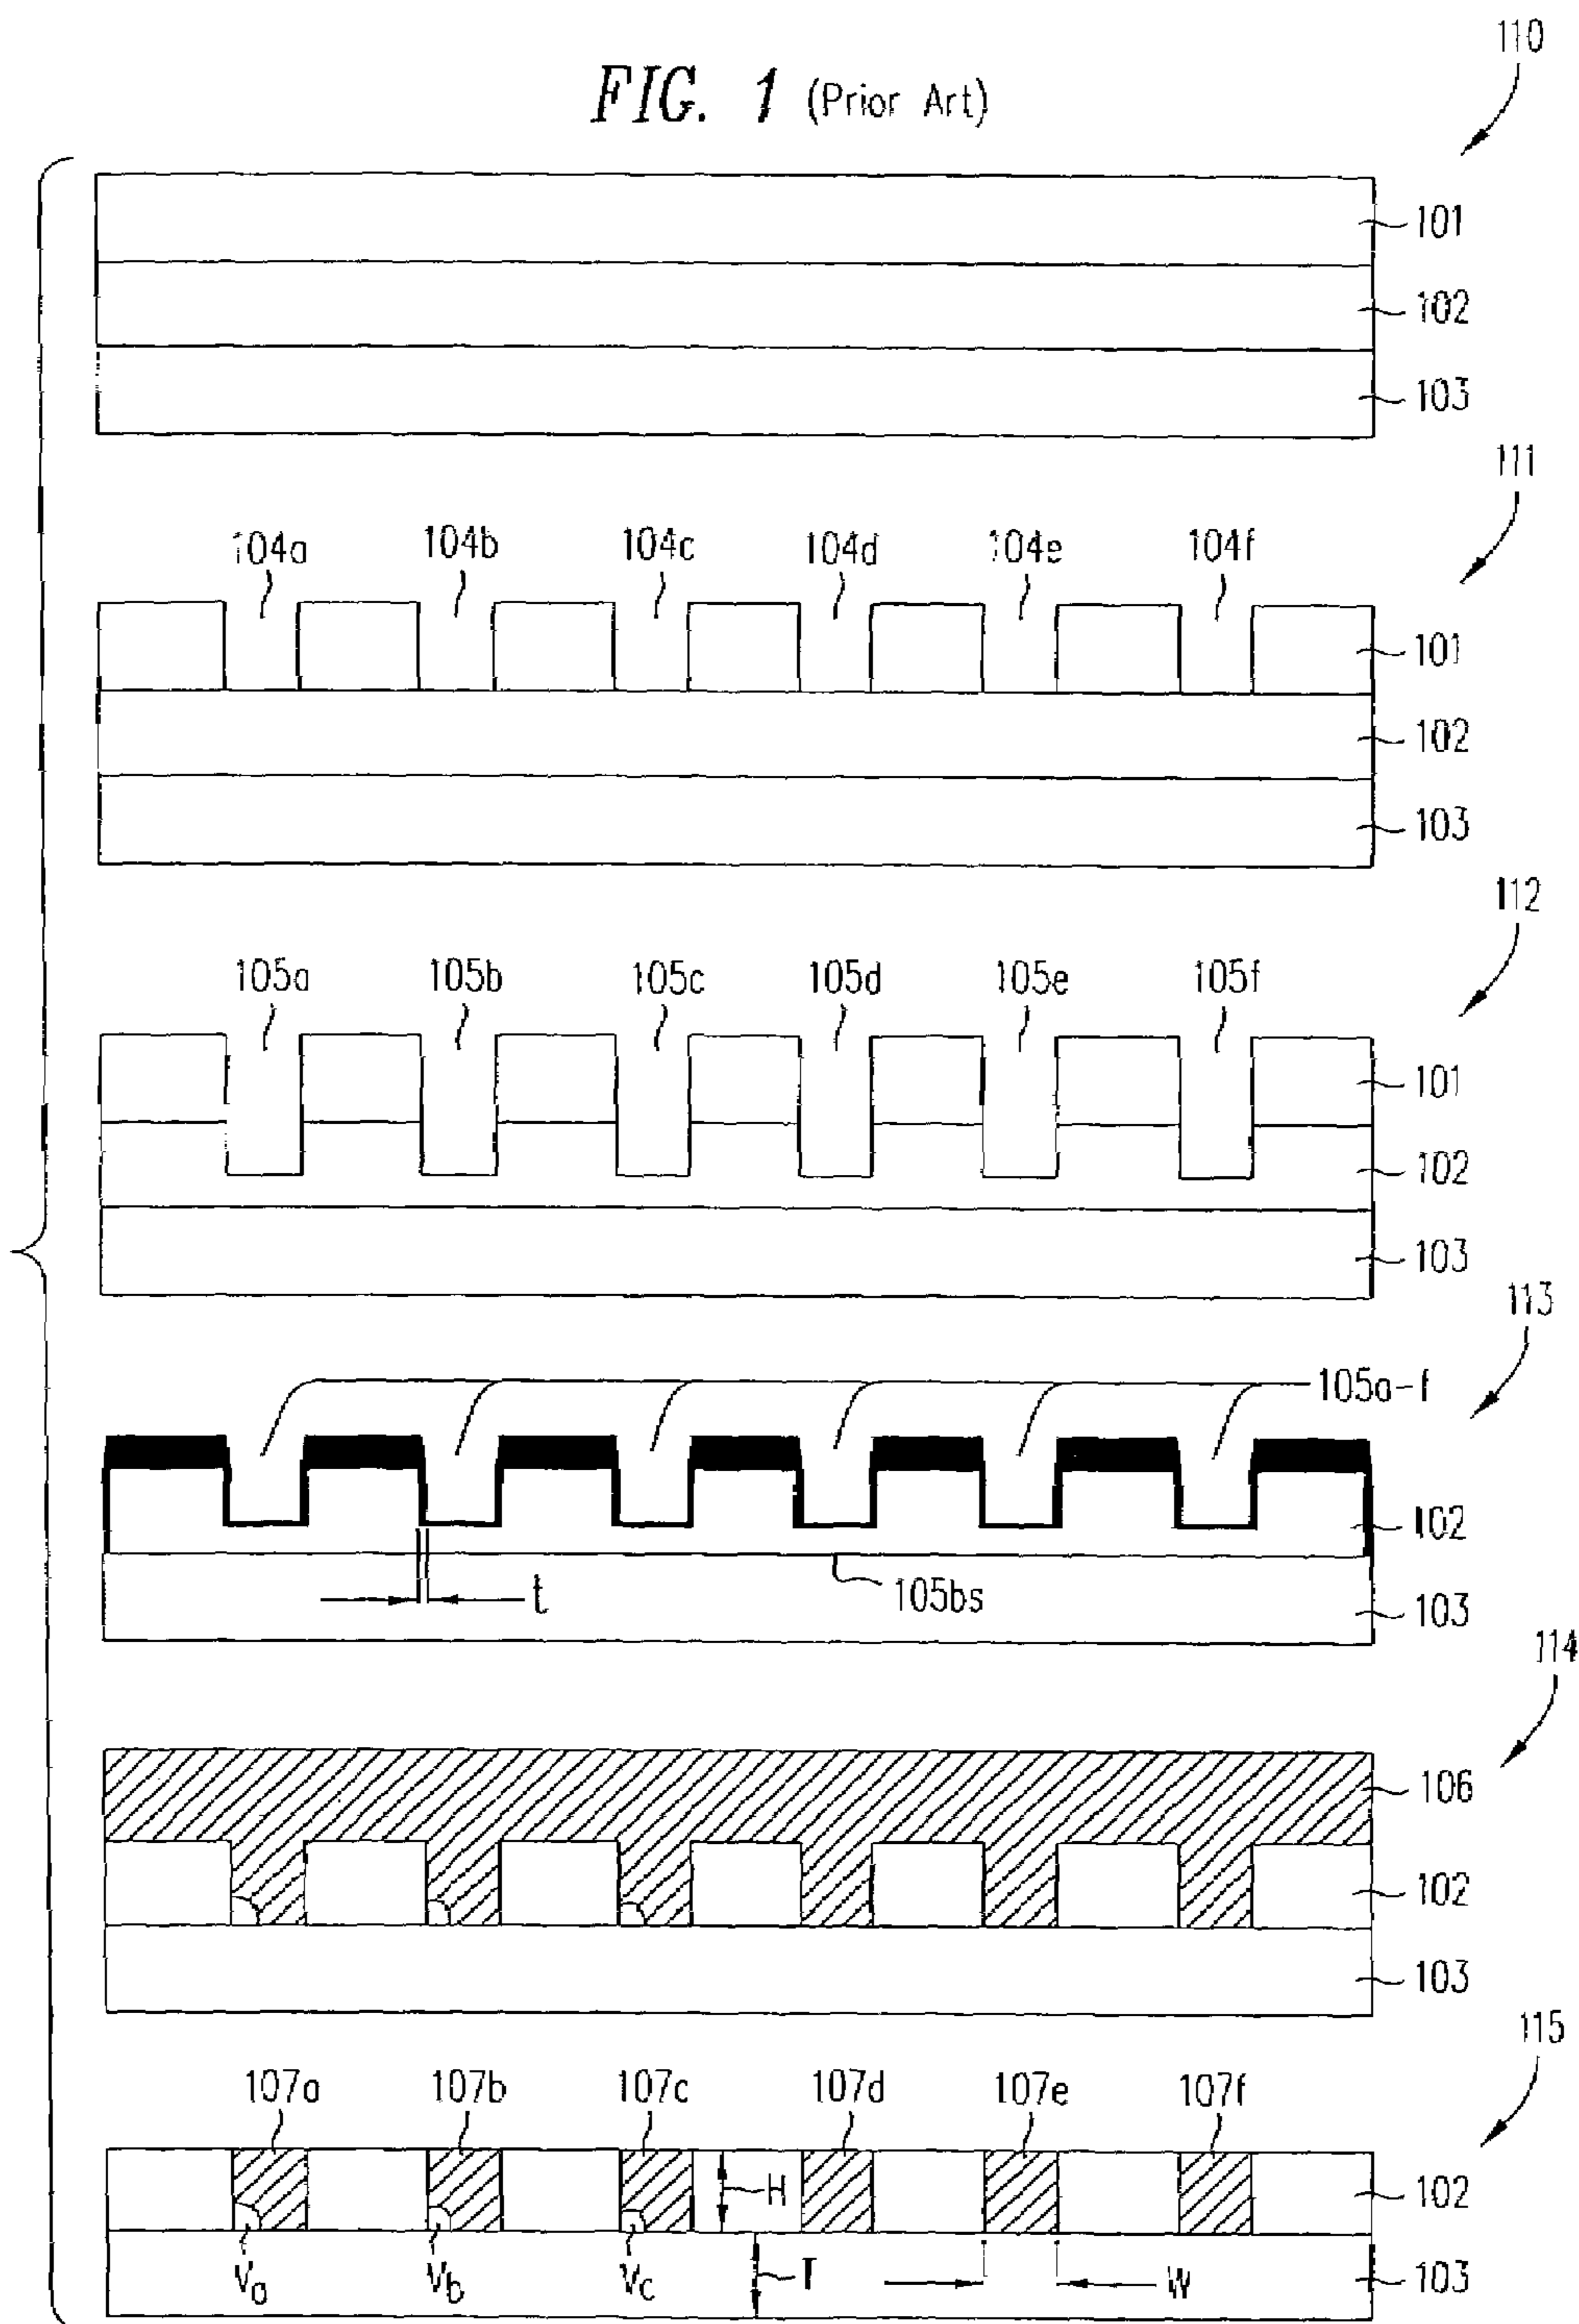 110
FIG. 1 (Prior Art)
101
102
103
111
104a 104b 104c 104d 104e 104f
101
102
103
112
105a 105b 105c 105d 105e 105f
101
102
103
113
105a-f
102
t
105bs
103
114
106
102
103
115
107a 107b 107c 107d 107e 107f
H
102
Va Vb Vc T W 103